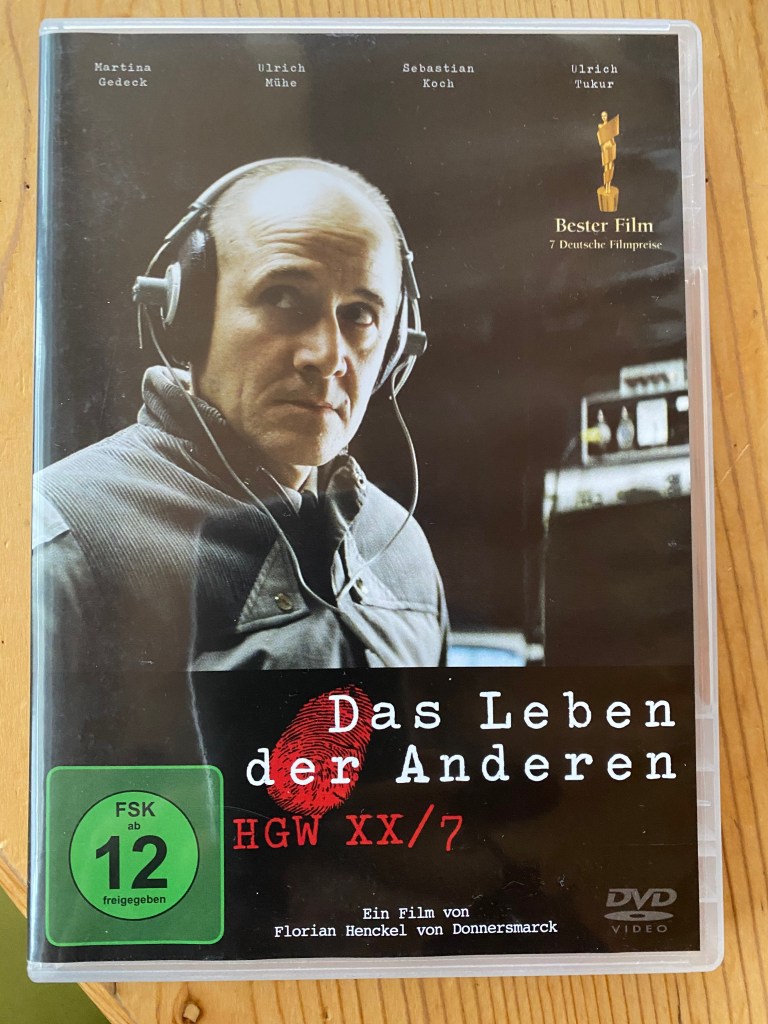 Martina Ulrich Sebastian Ulrich
Gedeck Mühe Koch Tukur
Bester Film
7 Deutsche Filmpreise
Das Leben
der Anderen
HGW XX/7
FSK
ab
12
freigegeben
Ein Film von
Florian Henckel von Donnersmarck
DVD
VIDEO